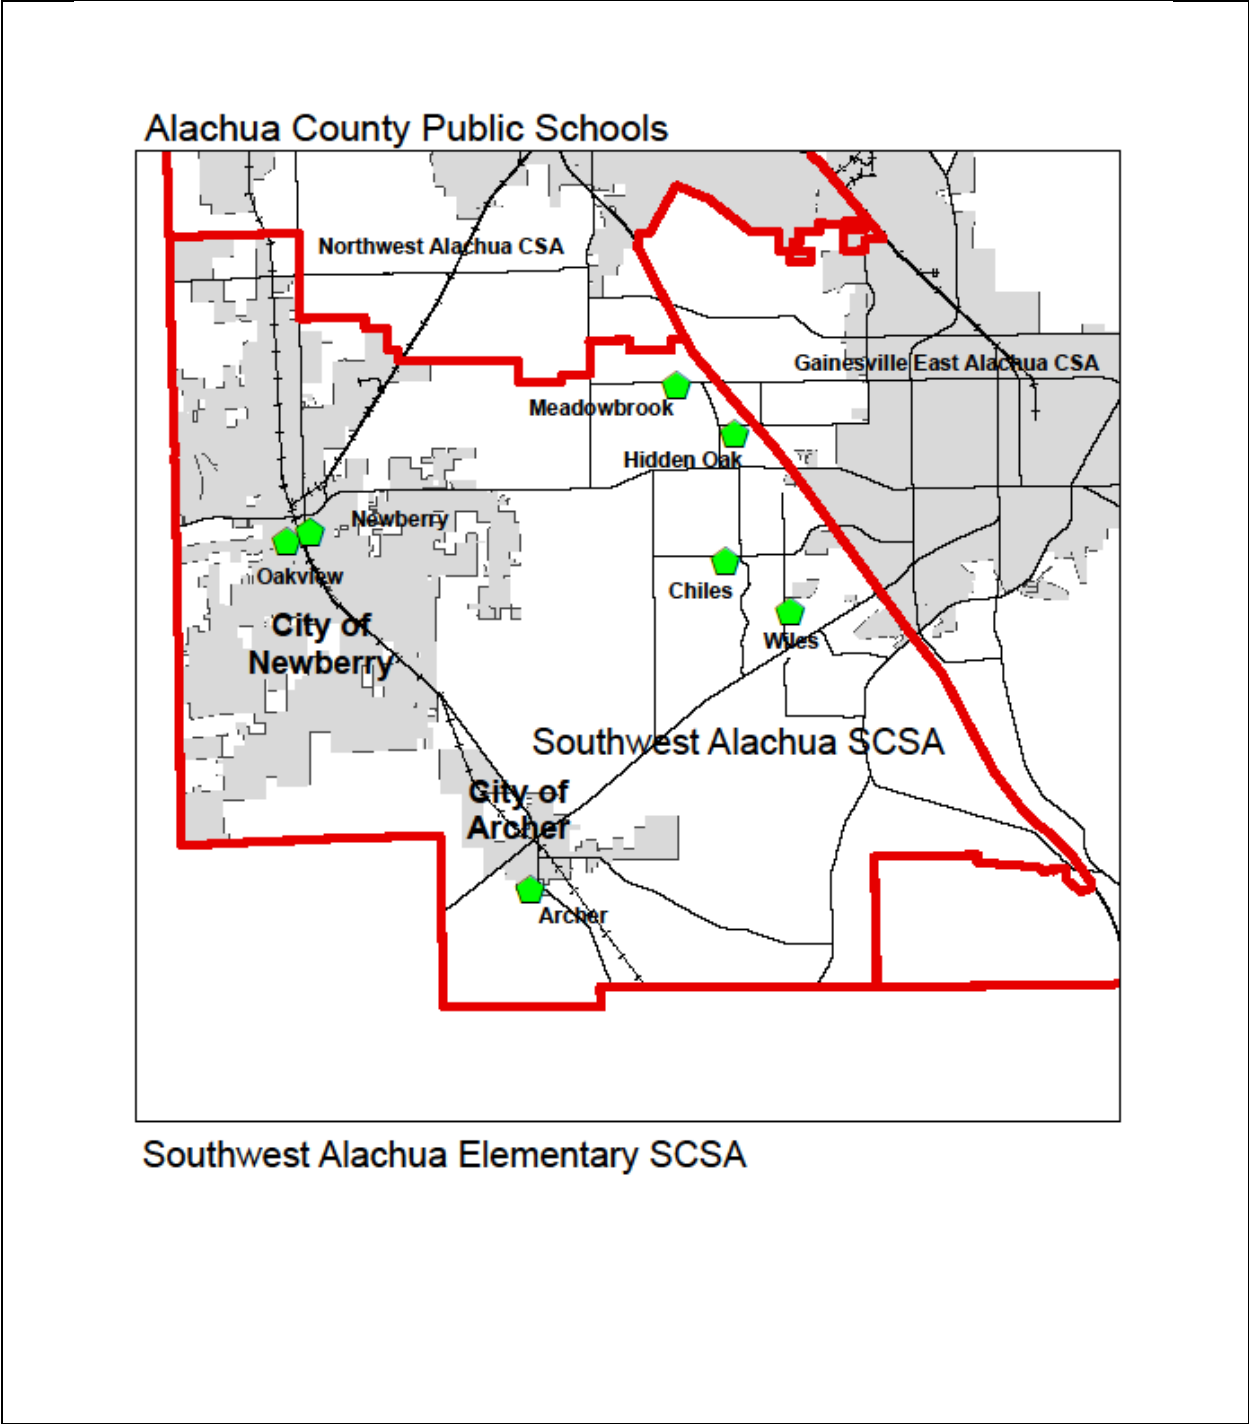 Alachua County Public Schools
Northwest Alachua CSA
Gainesville East Alachua CSA
Meadowbrook
Hidden Oak
Newberry
Oakview
Chiles
City of
Newberry
Wiles
Southwest Alachua SCSA
City of
Archer
Archer
Southwest Alachua Elementary SCSA